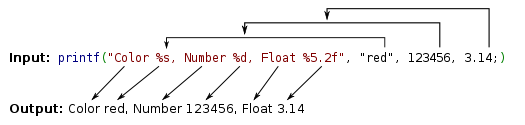 Input: printf("Color %s, Number %d, Float %5.2f", "red", 123456, 3.14;)
Output: Color red, Number 123456, Float 3.14